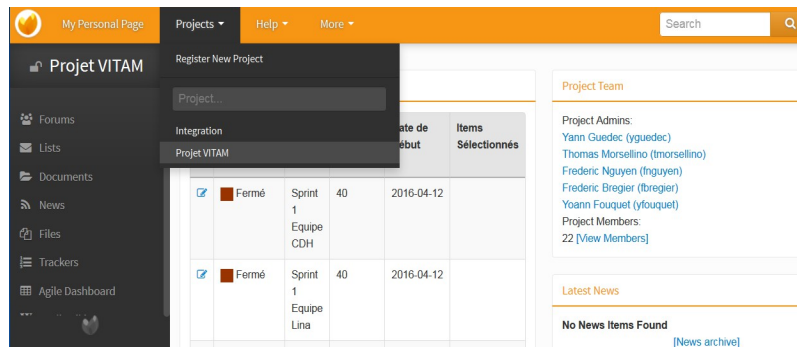 My Personal Page
Projects
Help
More
Search
Projet VITAM
Register New Project
Project...
Integration
Projet VITAM
Forums
Lists
Documents
News
Files
Trackers
Agile Dashboard
ate de
ébut
Items
Sélectionnés
Fermé
Sprint
1
Equipe
CDH
40
2016-04-12
Fermé
Sprint
1
Equipe
Lina
40
2016-04-12
Project Team
Project Admins:
Yann Guedec (yguedec)
Thomas Morsellino (tmorsellino)
Frederic Nguyen (fnguyen)
Frederic Bregier (fbregier)
Yoann Fouquet (yfouquet)
Project Members:
22 [View Members]
Latest News
No News Items Found
[News archive]